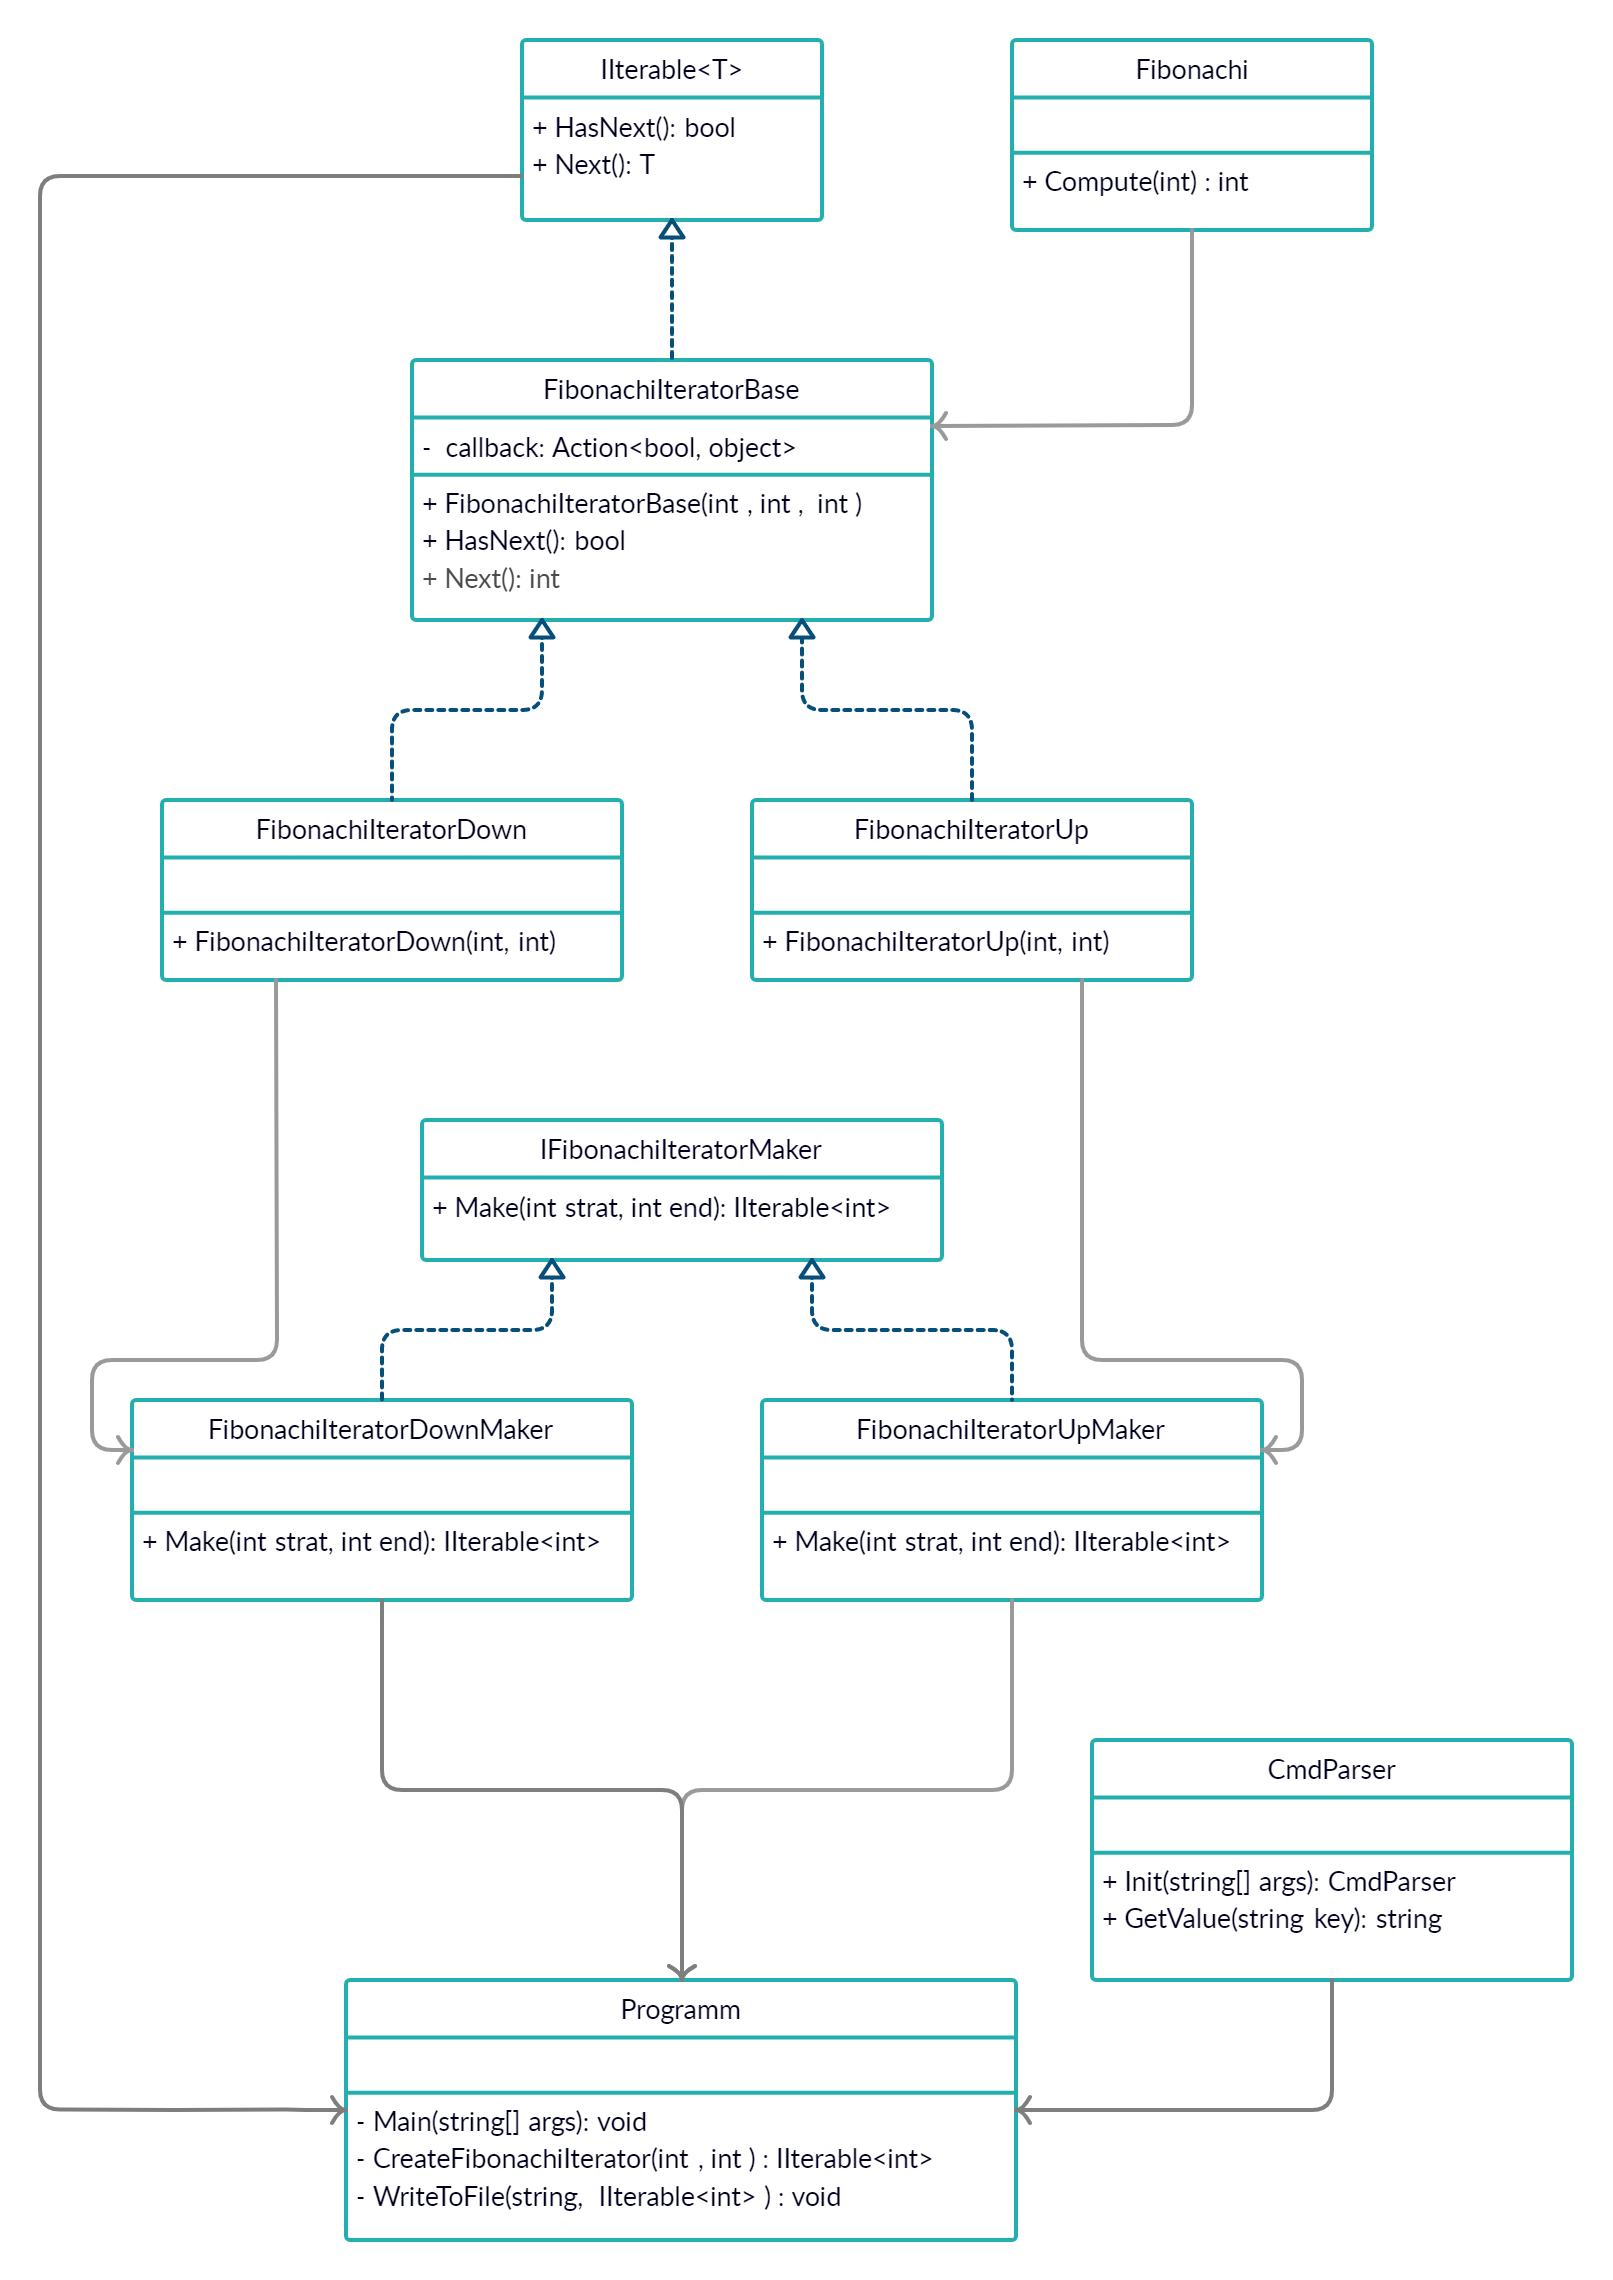 IIterable<T>
+ HasNext(): bool
+ Next(): T
Fibonachi
+ Compute(int) : int
FibonachiIteratorBase
- callback: Action<bool, object>
+ FibonachiIteratorBase(int , int , int )
+ HasNext(): bool
+ Next(): int
FibonachiIteratorDown
+ FibonachiIteratorDown(int, int)
FibonachiIteratorUp
+ FibonachiIteratorUp(int, int)
IFibonachiIteratorMaker
+ Make(int strat, int end): IIterable<int>
FibonachiIteratorDownMaker
+ Make(int strat, int end): IIterable<int>
FibonachiIteratorUpMaker
+ Make(int strat, int end): IIterable<int>
CmdParser
+ Init(string[] args): CmdParser
+ GetValue(string key): string
Programm
- Main(string[] args): void
- CreateFibonachiIterator(int , int ) : IIterable<int>
- WriteToFile(string, IIterable<int> ) : void